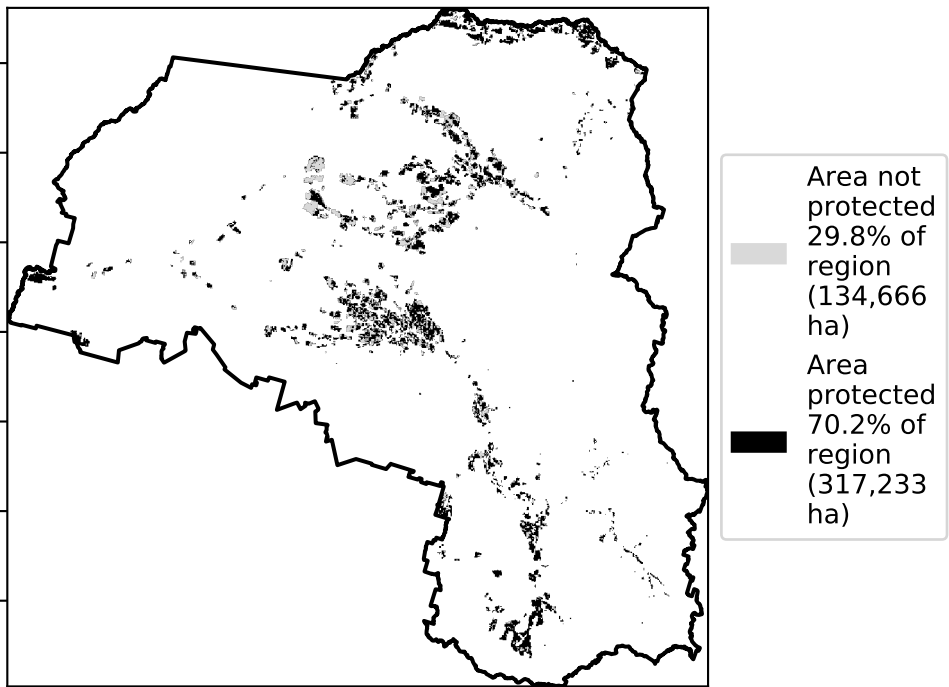 Area not
protected
29.8% of
region
(134,666
ha)
Area
protected
70.2% of
region
(317,233
ha)